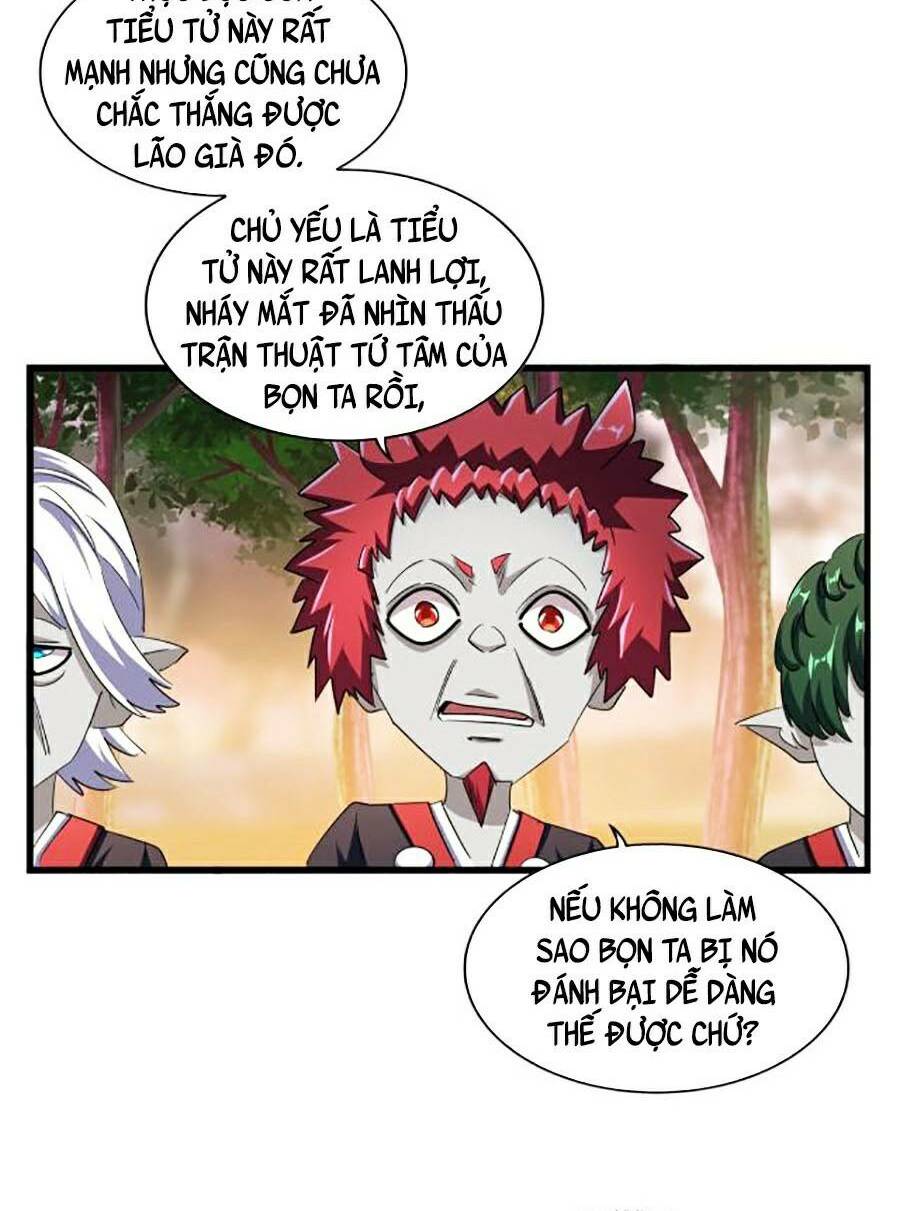 TIỂU TỬ NÀY RẤT
MẠNH NHƯNG CŨNG CHƯA
CHẮC THẮNG ĐƯỢC
LÃO GIÀ ĐÓ.
CHỦ YẾU LÀ TIỂU
TỬ NÀY RẤT LANH LỢI,
NHÁY MẮT ĐÃ NHÌN THẤU
TRẬN THUẬT TỨ TÂM CỦA
BỌN TA RỒI,
NẾU KHÔNG LÀM
SAO BỌN TA BỊ NÓ
ĐÁNH BẠI DỄ DÀNG
THẾ ĐƯỢC CHỨ?